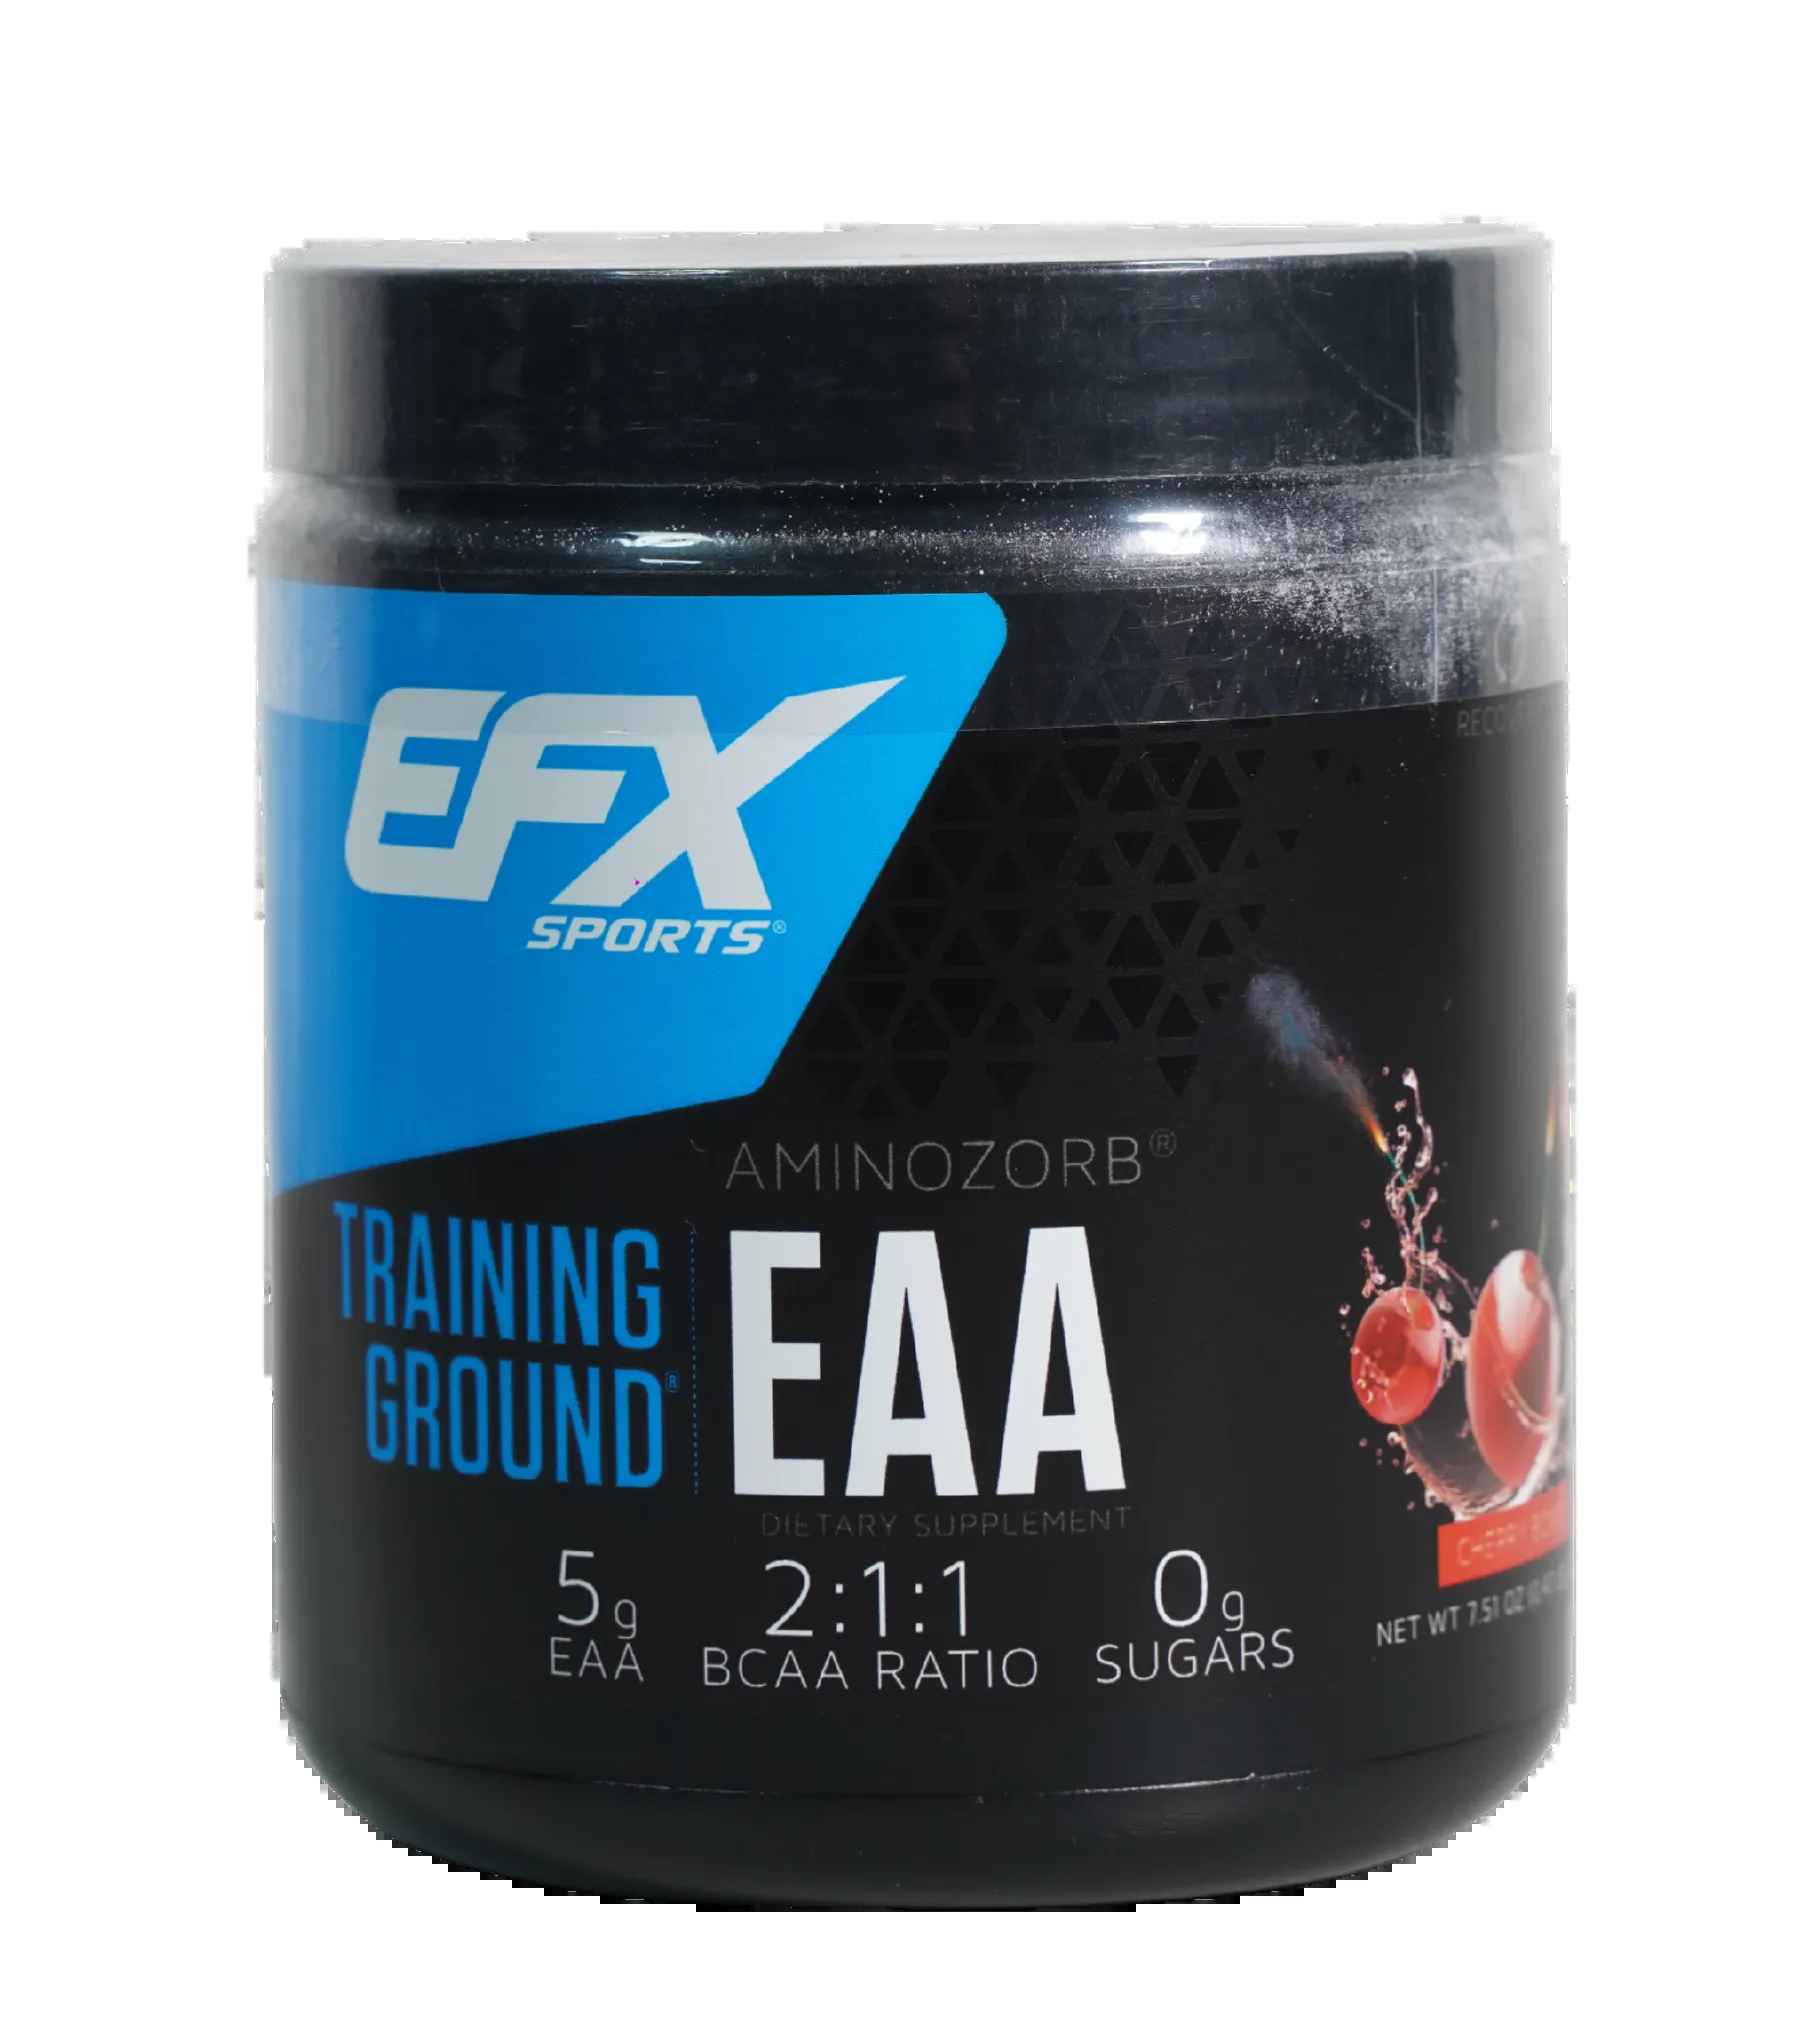 EFX
SPORTS®
AMINOZORB®
TRAINING
GROUND®
EAA
DIETARY SUPPLEMENT
5g
EAA
2:1:1
BCAA RATIO
0g
SUGARS
CHERRY
NET WT 7.51 OZ